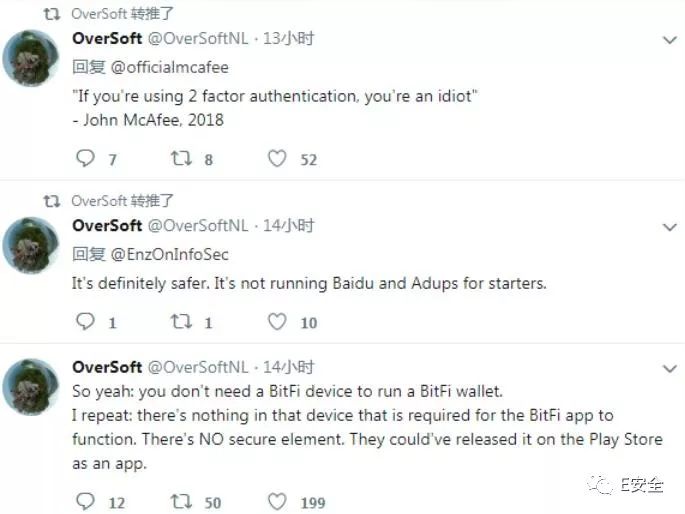 OverSoft 转推了
OverSoft @OverSoftNL · 13小时
回复 @officialmcafee
"If you're using 2 factor authentication, you're an idiot"
- John McAfee, 2018
7 8 52
OverSoft 转推了
OverSoft @OverSoftNL · 14小时
回复 @EnzOnInfoSec
It's definitely safer. It's not running Baidu and Adups for starters.
1 1 10
OverSoft @OverSoftNL · 14小时
So yeah: you don't need a BitFi device to run a BitFi wallet.
I repeat: there's nothing in that device that is required for the BitFi app to
function. There's NO secure element. They could've released it on the Play Store
as an app.
12 50 199
E安全